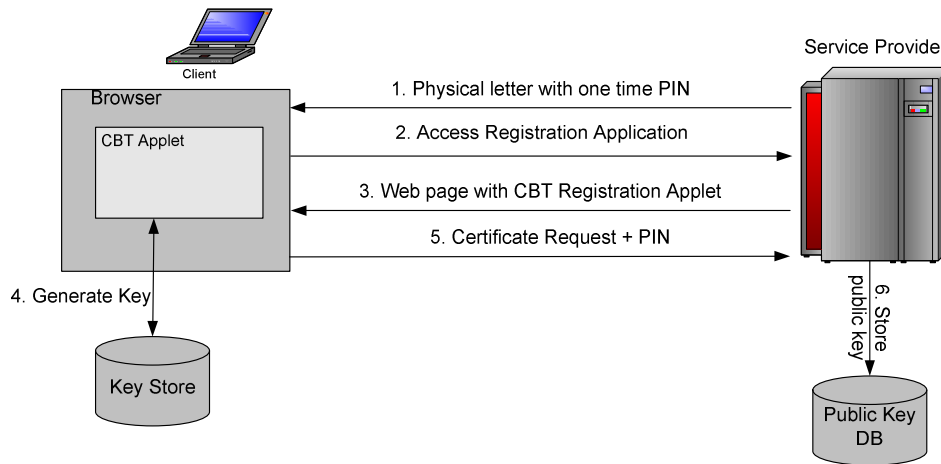 Client
Service Provide
Browser
CBT Applet
1. Physical letter with one time PIN
2. Access Registration Application
3. Web page with CBT Registration Applet
5. Certificate Request + PIN
4. Generate Key
6. Store
public key
Key Store
Public Key
DB